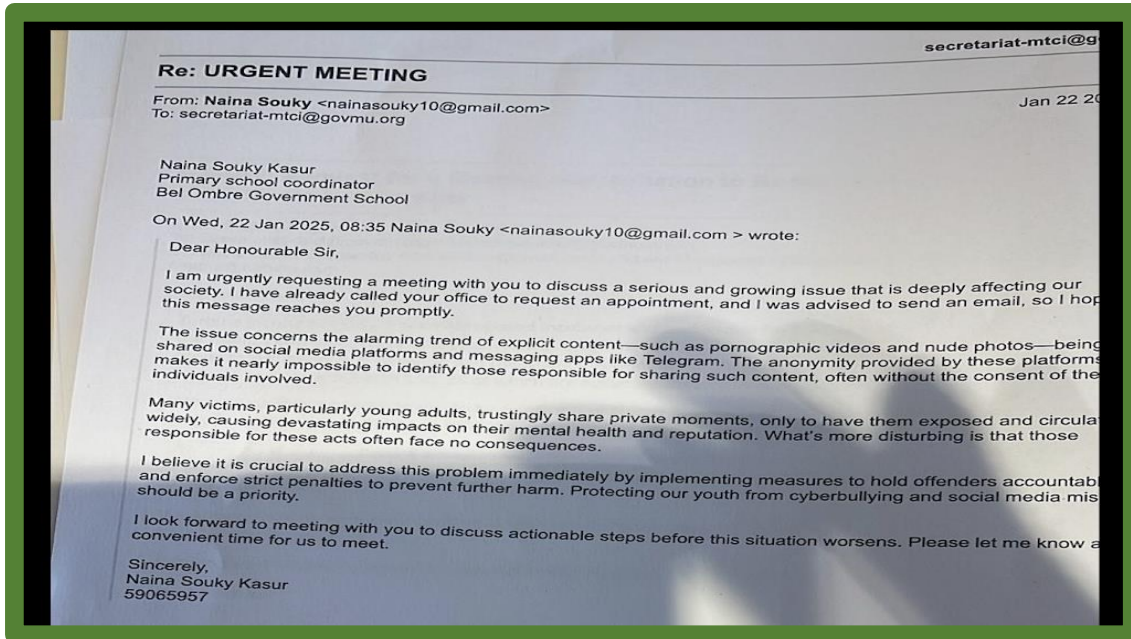 secretariat-mtci@g
Re: URGENT MEETING
From: Naina Souky <nainasouky10@gmail.com>
Jan 22 20
To: secretariat-mtci@govmu.org
Naina Souky Kasur
Primary school coordinator
Bel Ombre Government School
On Wed, 22 Jan 2025, 08:35 Naina Souky <nainasouky10@gmail.com > wrote:
Dear Honourable Sir,
I am urgently requesting a meeting with you to discuss a serious and growing issue that is deeply affecting our
society. I have already called your office to request an appointment, and I was advised to send an email, so I hop
this message reaches you promptly.
The issue concerns the alarming trend of explicit content—such as pornographic videos and nude photos—being
shared on social media platforms and messaging apps like Telegram. The anonymity provided by these platforms
makes it nearly impossible to identify those responsible for sharing such content, often without the consent of the
individuals involved.
Many victims, particularly young adults, trustingly share private moments, only to have them exposed and circula
widely, causing devastating impacts on their mental health and reputation. What's more disturbing is that those
responsible for these acts often face no consequences.
I believe it is crucial to address this problem immediately by implementing measures to hold offenders accountab
and enforce strict penalties to prevent further harm. Protecting our youth from cyberbullying and social media mis
should be a priority.
I look forward to meeting with you to discuss actionable steps before this situation worsens. Please let me know a
convenient time for us to meet.
Sincerely,
Naina Souky Kasur
59065957